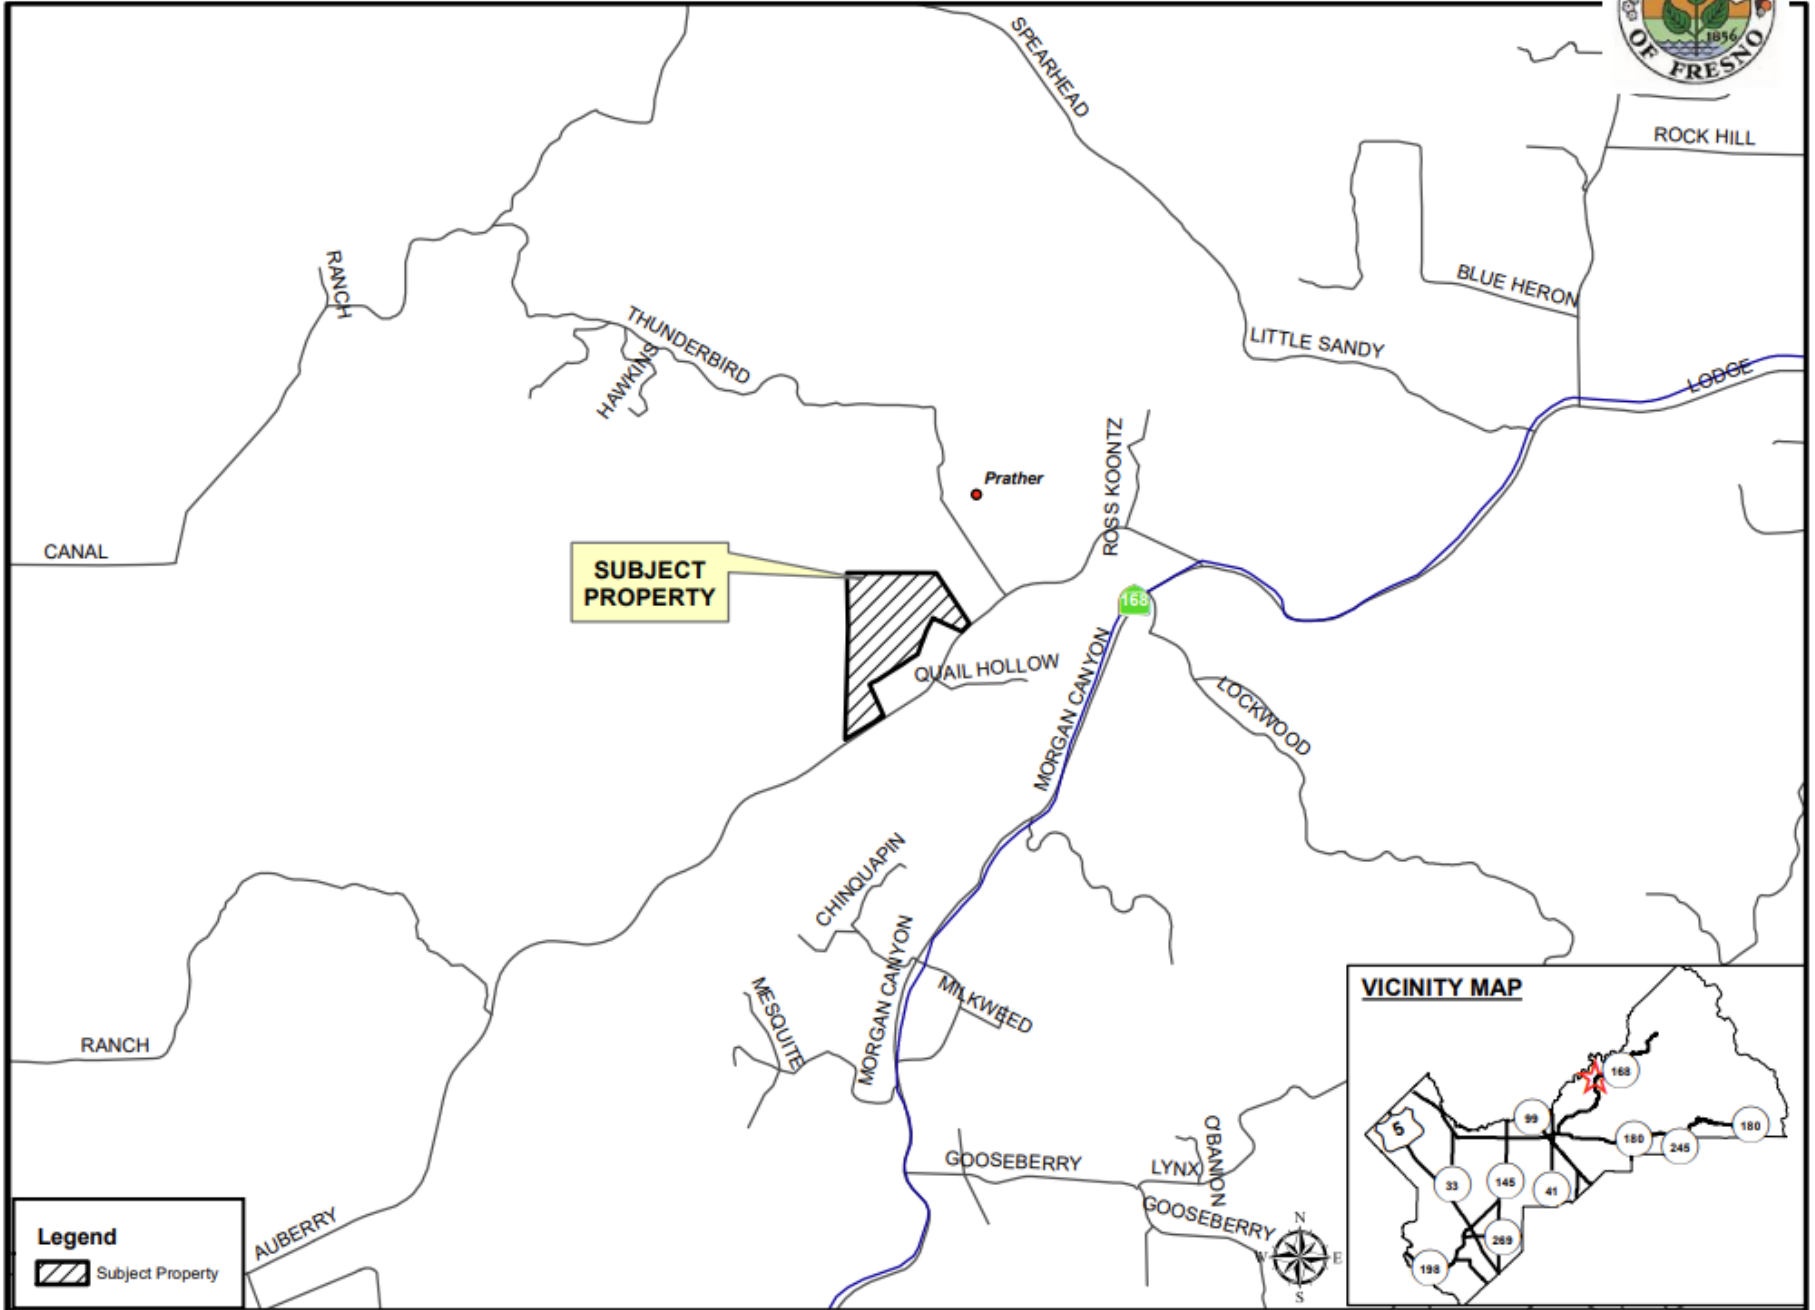 1856
OF FRESNO
SPEARHEAD
ROCK HILL
RANCH
BLUE HERON
THUNDERBIRD
LITTLE SANDY
HAWKINS
LODGE
ROSS KOONTZ
Prather
CANAL
SUBJECT
PROPERTY
168
QUAIL HOLLOW
MORGAN CANYON
LOCKWOOD
CHINQUAPIN
MORGAN CANYON
MESQUITE
MILKWEED
RANCH
GOOSEBERRY
LYNX
O'BANION
GOOSEBERRY
AUBERRY
N
W
E
S
Legend
Subject Property
VICINITY MAP
168
99
5
180
245
180
33
145
41
269
198